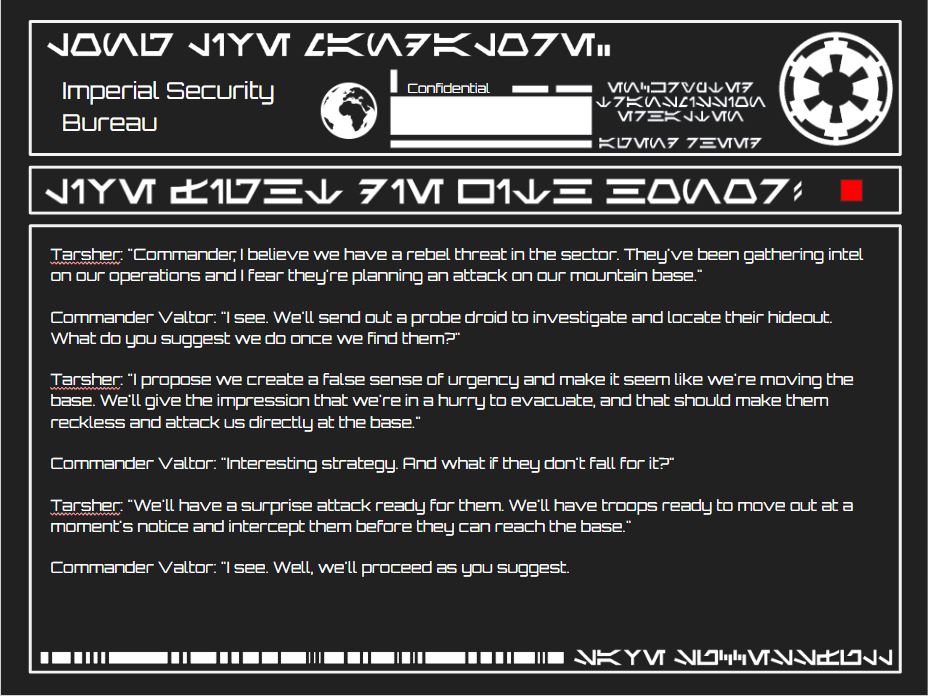 Imperial Security
Bureau
Confidential
Tarsher: "Commander, I believe we have a rebel threat in the sector. They've been gathering intel
on our operations and I fear they're planning an attack on our mountain base."
Commander Valtor: "I see. We'll send out a probe droid to investigate and locate their hideout.
What do you suggest we do once we find them?"
Tarsher: "I propose we create a false sense of urgency and make it seem like we're moving the
base. We'll give the impression that we're in a hurry to evacuate, and that should make them
reckless and attack us directly at the base."
Commander Valtor: "Interesting strategy. And what if they don't fall for it?"
Tarsher: "We'll have a surprise attack ready for them. We'll have troops ready to move out at a
moment's notice and intercept them before they can reach the base."
Commander Valtor: "I see. Well, we'll proceed as you suggest.